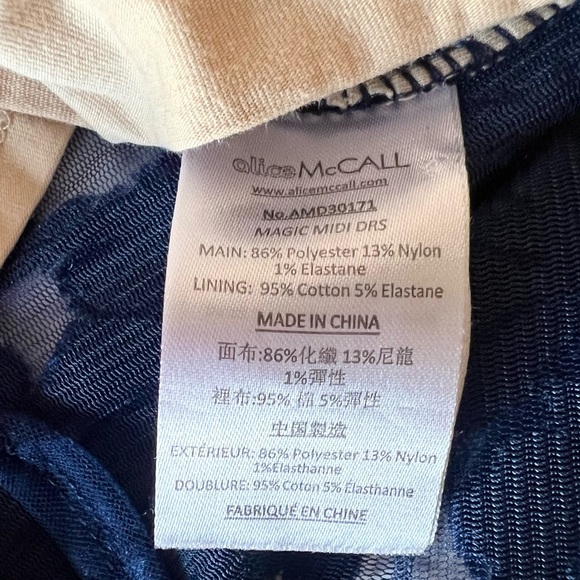 alice McCALL
www.alicemccall.com
No.AMD30171
MAGIC MIDI DRS
MAIN: 86% Polyester 13% Nylon
1% Elastane
LINING: 95% Cotton 5% Elastane
MADE IN CHINA
面布:86%化纖 13%尼龍
1%彈性
裡布:95% 棉 5%彈性
中国製造
EXTÉRIEUR: 86% Polyester 13% Nylon
1%Elasthanne
DOUBLURE: 95% Coton 5% Élasthanne
FABRIQUÉ EN CHINE